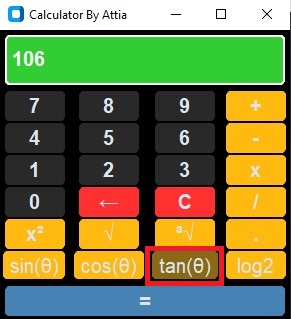 Calculator By Attia
106
7 8 9 +
4 5 6 -
1 2 3 x
0 ← C /
x² √ ³√ .
sin(θ) cos(θ) tan(θ) log2
=